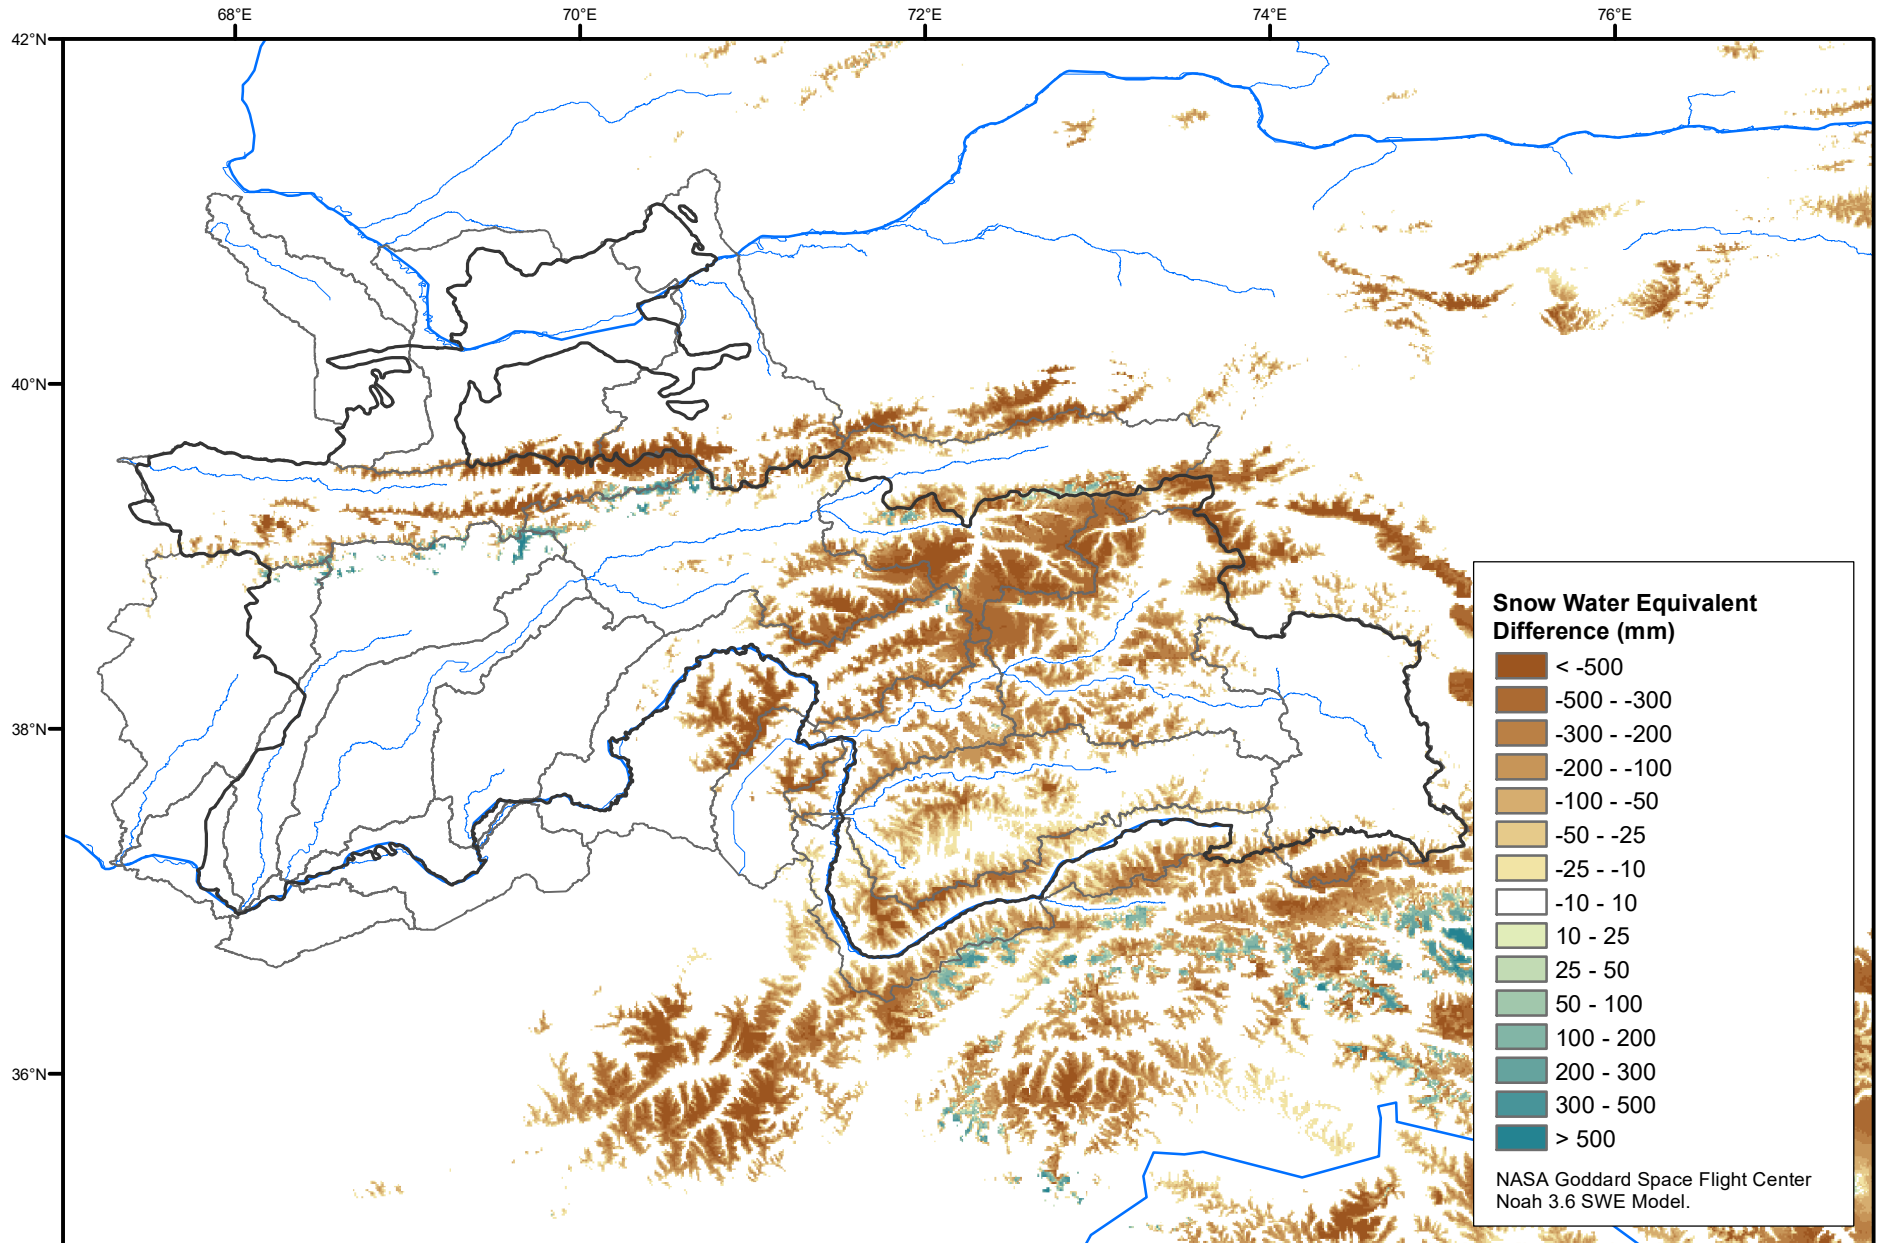 68°E 70°E 72°E 74°E 76°E
42°N
40°N
38°N
36°N
Snow Water Equivalent
Difference (mm)
< -500
-500 - -300
-300 - -200
-200 - -100
-100 - -50
-50 - -25
-25 - -10
-10 - 10
10 - 25
25 - 50
50 - 100
100 - 200
200 - 300
300 - 500
> 500
NASA Goddard Space Flight Center
Noah 3.6 SWE Model.